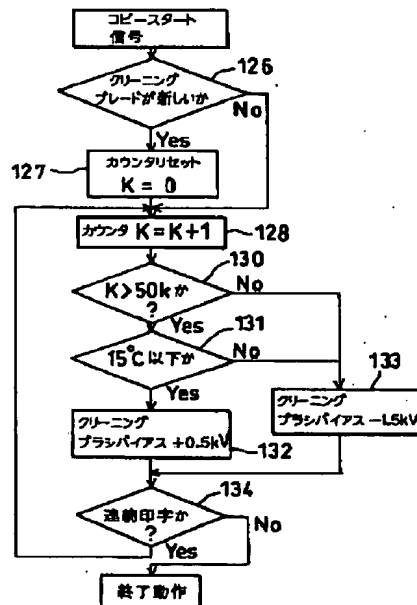 コピースタート
信号
126
クリーニング
ブレードが新しいか
No
Yes
127
カウンタリセット
K = 0
カウンタ K=K+1
128
130
K>50kか
?
No
Yes
131
15℃以下か
No
Yes
133
クリーニング
ブラシバイアス -1.5kV
クリーニング
ブラシバイアス +0.5kV
132
134
連続印字か
?
No
Yes
終了動作